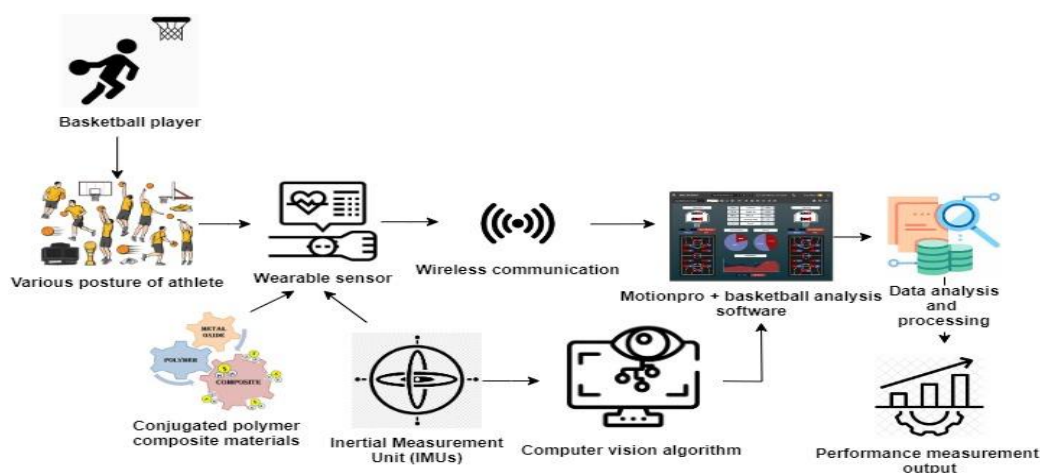 Basketball player
Various posture of athlete
Wearable sensor
Wireless communication
Motionpro + basketball analysis
software
Data analysis
and
processing
METAL
OXIDE
POLYMER
COMPOSITE
Conjugated polymer
composite materials
Inertial Measurement
Unit (IMUs)
Computer vision algorithm
Performance measurement
output